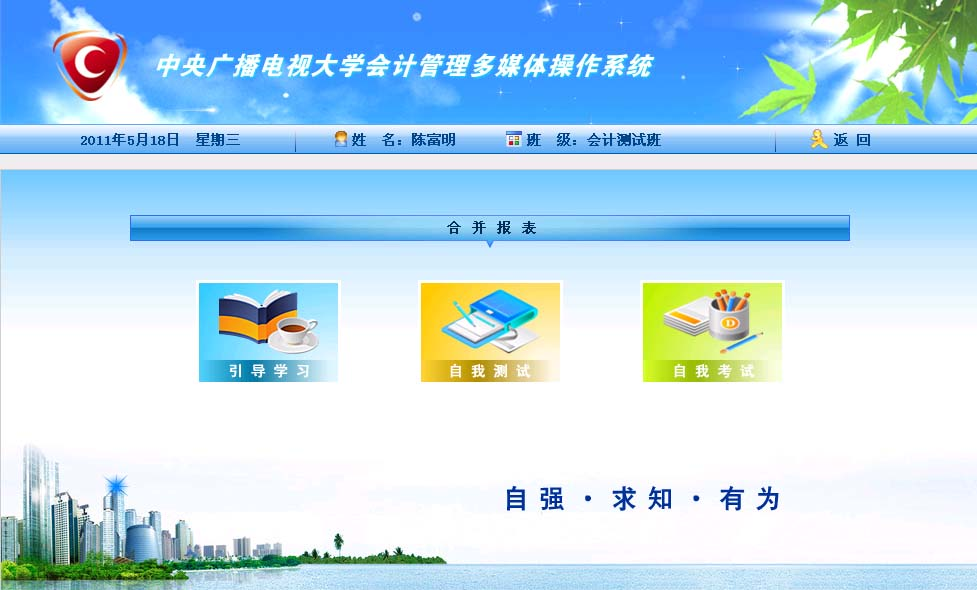 中央广播电视大学会计管理多媒体操作系统
2011年5月18日 星期三 姓 名：陈富明 班 级：会计测试班 返 回
合 并 报 表
引 导 学 习 自 我 测 试 自 我 考 试
自 强 · 求 知 · 有 为